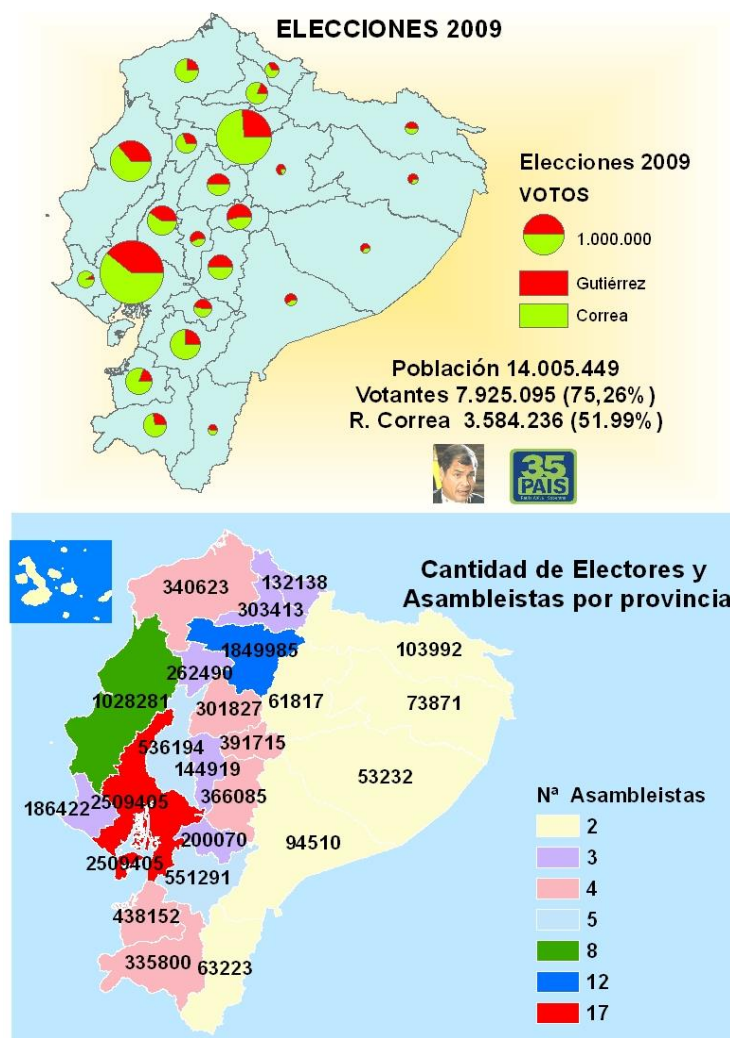 ELECCIONES 2009
Elecciones 2009
VOTOS
1.000.000
Gutiérrez
Correa
Población 14.005.449
Votantes 7.925.095 (75,26%)
R. Correa 3.584.236 (51.99%)
35
PAIS
Cantidad de Electores y
Asambleistas por provincia
340623
132138
303413
1849985
103992
262490
1028281
301827
61817
73871
536194
391715
144919
53232
186422
2509405
366085
200070
94510
2509405
551291
438152
335800
63223
Nª Asambleistas
2
3
4
5
8
12
17